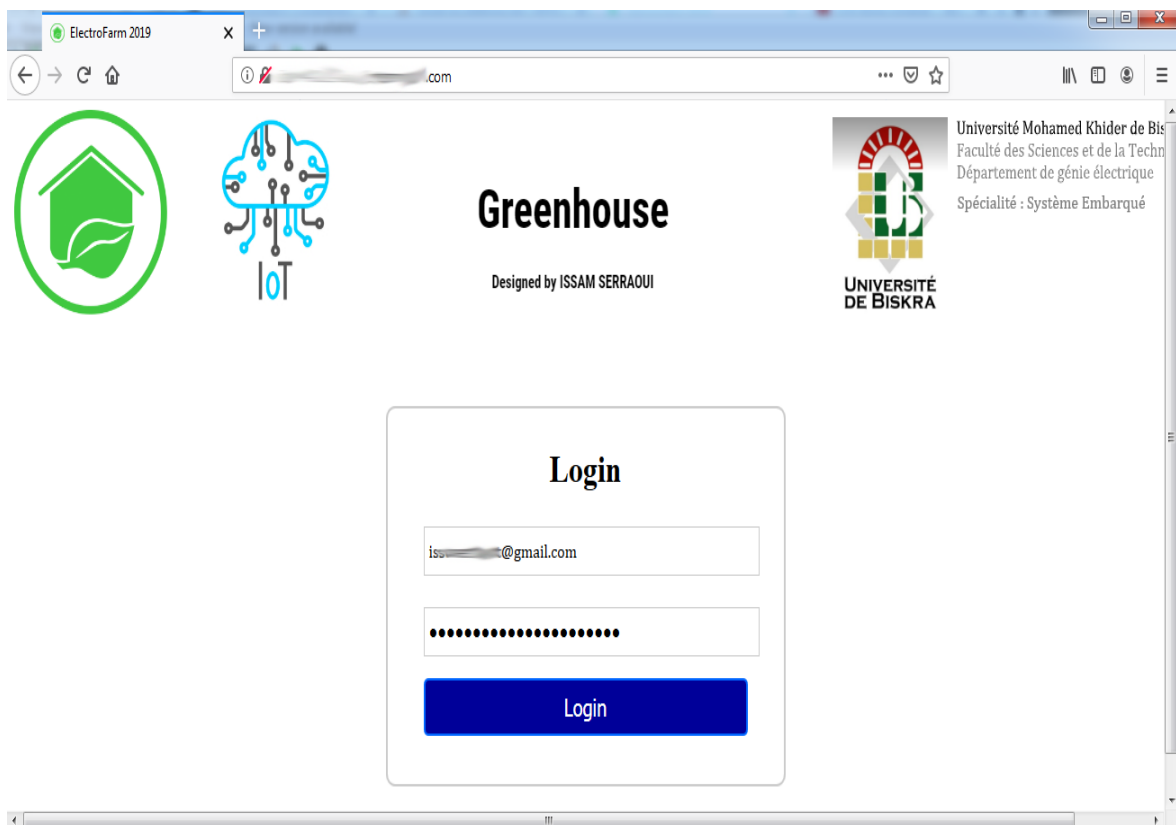 ElectroFarm 2019
.com
IoT
Greenhouse
Designed by ISSAM SERRAOUI
UNIVERSITÉ
DE BISKRA
Université Mohamed Khider de Bis
Faculté des Sciences et de la Techn
Département de génie électrique
Spécialité : Système Embarqué
Login
@gmail.com
Login